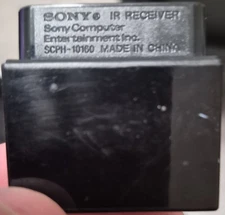 SONY® IR RECEIVER
Sony Computer
Entertainment Inc.
SCPH-10160 MADE IN CHINA